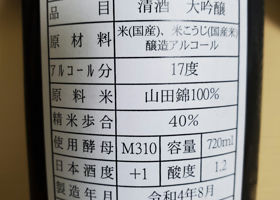 品目 清酒 大吟醸
原材料 米(国産)、米こうじ(国産米)
醸造アルコール
アルコール分 17度
原料米 山田錦100%
精米歩合 40%
使用酵母 M310 容量 720ml
日本酒度 +1 酸度 1.2
製造年月 令和4年8月